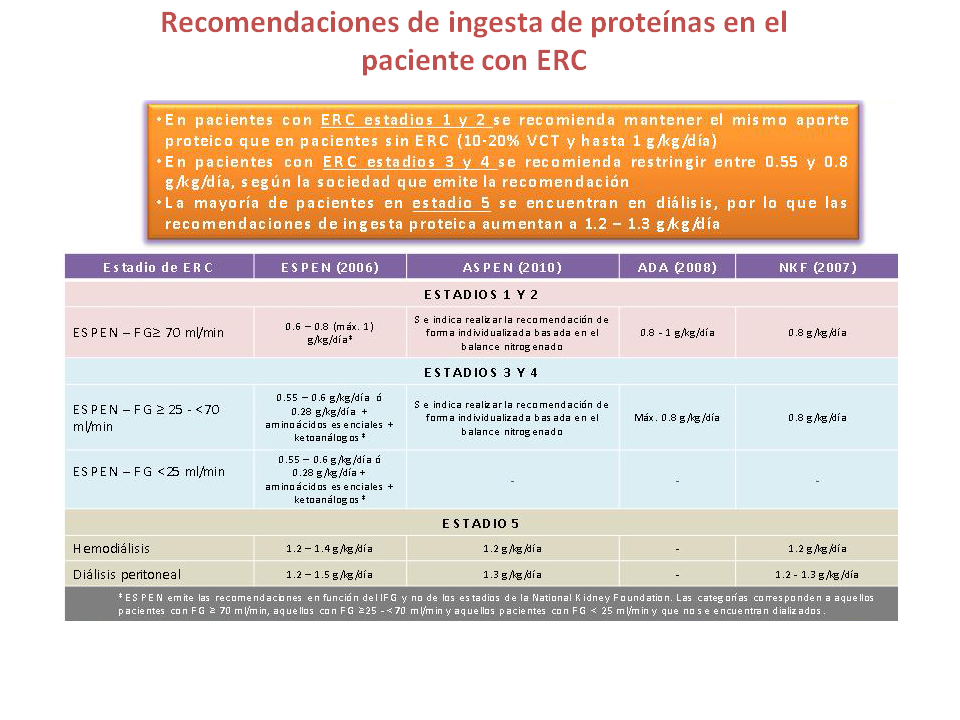 Recomendaciones de ingesta de proteínas en el
paciente con ERC
•En pacientes con ERC estadios 1 y 2 se recomienda mantener el mismo aporte
proteico que en pacientes sin ERC (10-20% VCT y hasta 1 g/kg/día)
•En pacientes con ERC estadios 3 y 4 se recomienda restringir entre 0.55 y 0.8
g/kg/día, según la sociedad que emite la recomendación
•La mayoría de pacientes en estadio 5 se encuentran en diálisis, por lo que las
recomendaciones de ingesta proteica aumentan a 1.2 – 1.3 g/kg/día
Estadio de ERC ESPEN (2006) ASPEN (2010) ADA (2008) NKF (2007)
ESTADIOS 1 Y 2
ESPEN – FG≥ 70 ml/min
0.6 – 0.8 (máx. 1)
g/kg/día*
Se indica realizar la recomendación de
forma individualizada basada en el
balance nitrogenado
0.8 - 1 g/kg/día
0.8 g/kg/día
ESTADIOS 3 Y 4
ESPEN – FG ≥ 25 - <70
ml/min
0.55 – 0.6 g/kg/día ó
0.28 g/kg/día +
aminoácidos esenciales +
ketoanálogos*
Se indica realizar la recomendación de
forma individualizada basada en el
balance nitrogenado
Máx. 0.8 g/kg/día
0.8 g/kg/día
ESPEN – FG <25 ml/min
0.55 – 0.6 g/kg/día ó
0.28 g/kg/día +
aminoácidos esenciales +
ketoanálogos*
-
-
-
ESTADIO 5
Hemodiálisis 1.2 – 1.4 g/kg/día 1.2 g/kg/día - 1.2 g/kg/día
Diálisis peritoneal 1.2 – 1.5 g/kg/día 1.3 g/kg/día - 1.2 - 1.3 g/kg/día
*ESPEN emite las recomendaciones en función del IFG y no de los estadios de la National Kidney Foundation. Las categorías corresponden a aquellos
pacientes con FG ≥ 70 ml/min, aquellos con FG ≥25 - <70 ml/min y aquellos pacientes con FG < 25 ml/min y que no se encuentran dializados.